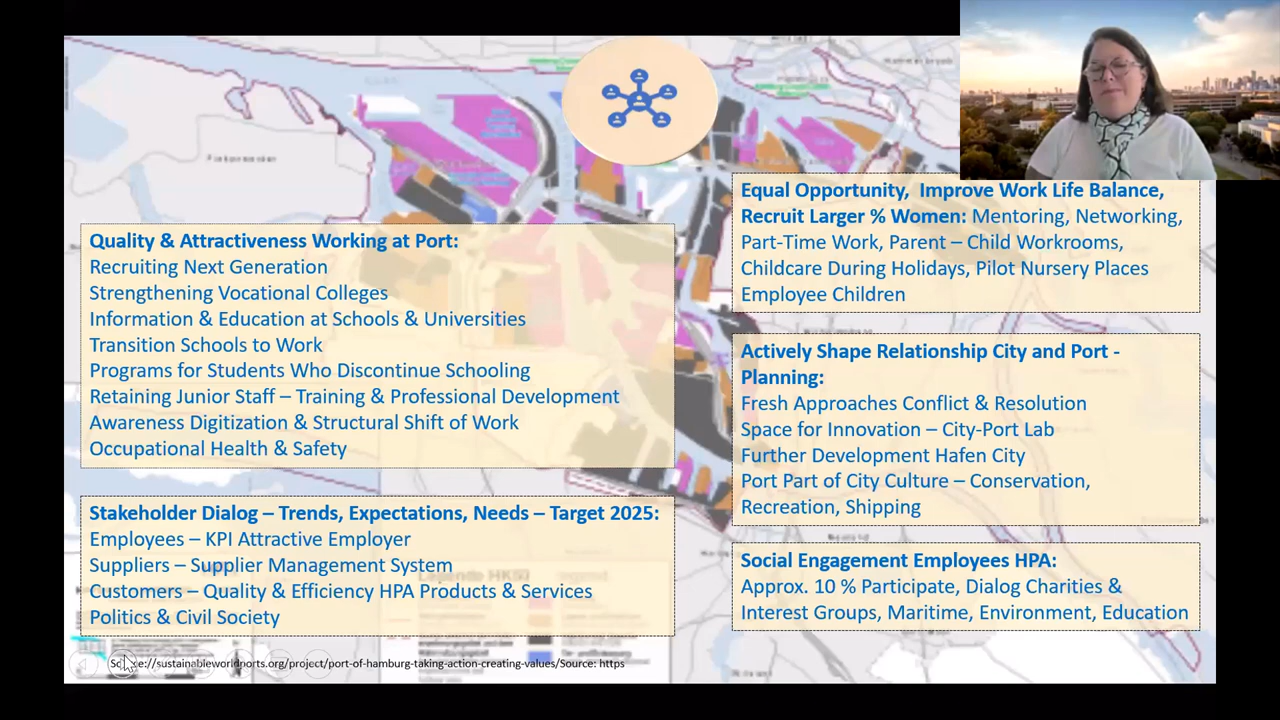 Quality & Attractiveness Working at Port:
Recruiting Next Generation
Strengthening Vocational Colleges
Information & Education at Schools & Universities
Transition Schools to Work
Programs for Students Who Discontinue Schooling
Retaining Junior Staff – Training & Professional Development
Awareness Digitization & Structural Shift of Work
Occupational Health & Safety
Stakeholder Dialog – Trends, Expectations, Needs – Target 2025:
Employees – KPI Attractive Employer
Suppliers – Supplier Management System
Customers – Quality & Efficiency HPA Products & Services
Politics & Civil Society
Equal Opportunity, Improve Work Life Balance,
Recruit Larger % Women: Mentoring, Networking,
Part-Time Work, Parent – Child Workrooms,
Childcare During Holidays, Pilot Nursery Places
Employee Children
Actively Shape Relationship City and Port -
Planning:
Fresh Approaches Conflict & Resolution
Space for Innovation – City-Port Lab
Further Development Hafen City
Port Part of City Culture – Conservation,
Recreation, Shipping
Social Engagement Employees HPA:
Approx. 10 % Participate, Dialog Charities &
Interest Groups, Maritime, Environment, Education
://sustainableworldnorts.org/project/port-of-hamburg-taking-action-creating-values/Source: https